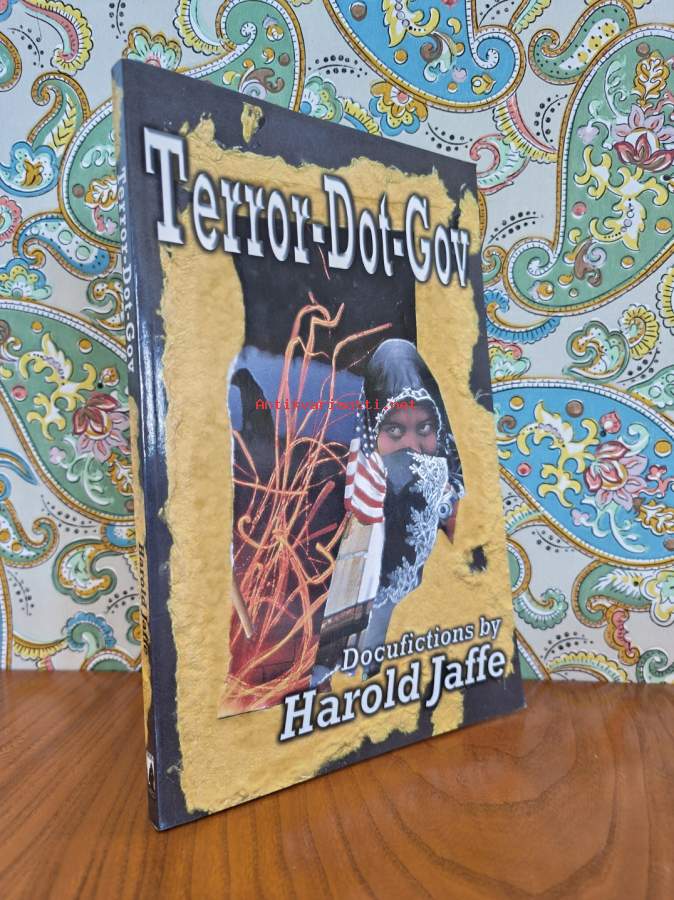 Terror-Dot-Gov
Antikvariaatti.net
Docufictions by
Harold Jaffe
Terror-Dot-Gov
Harold Jaffe